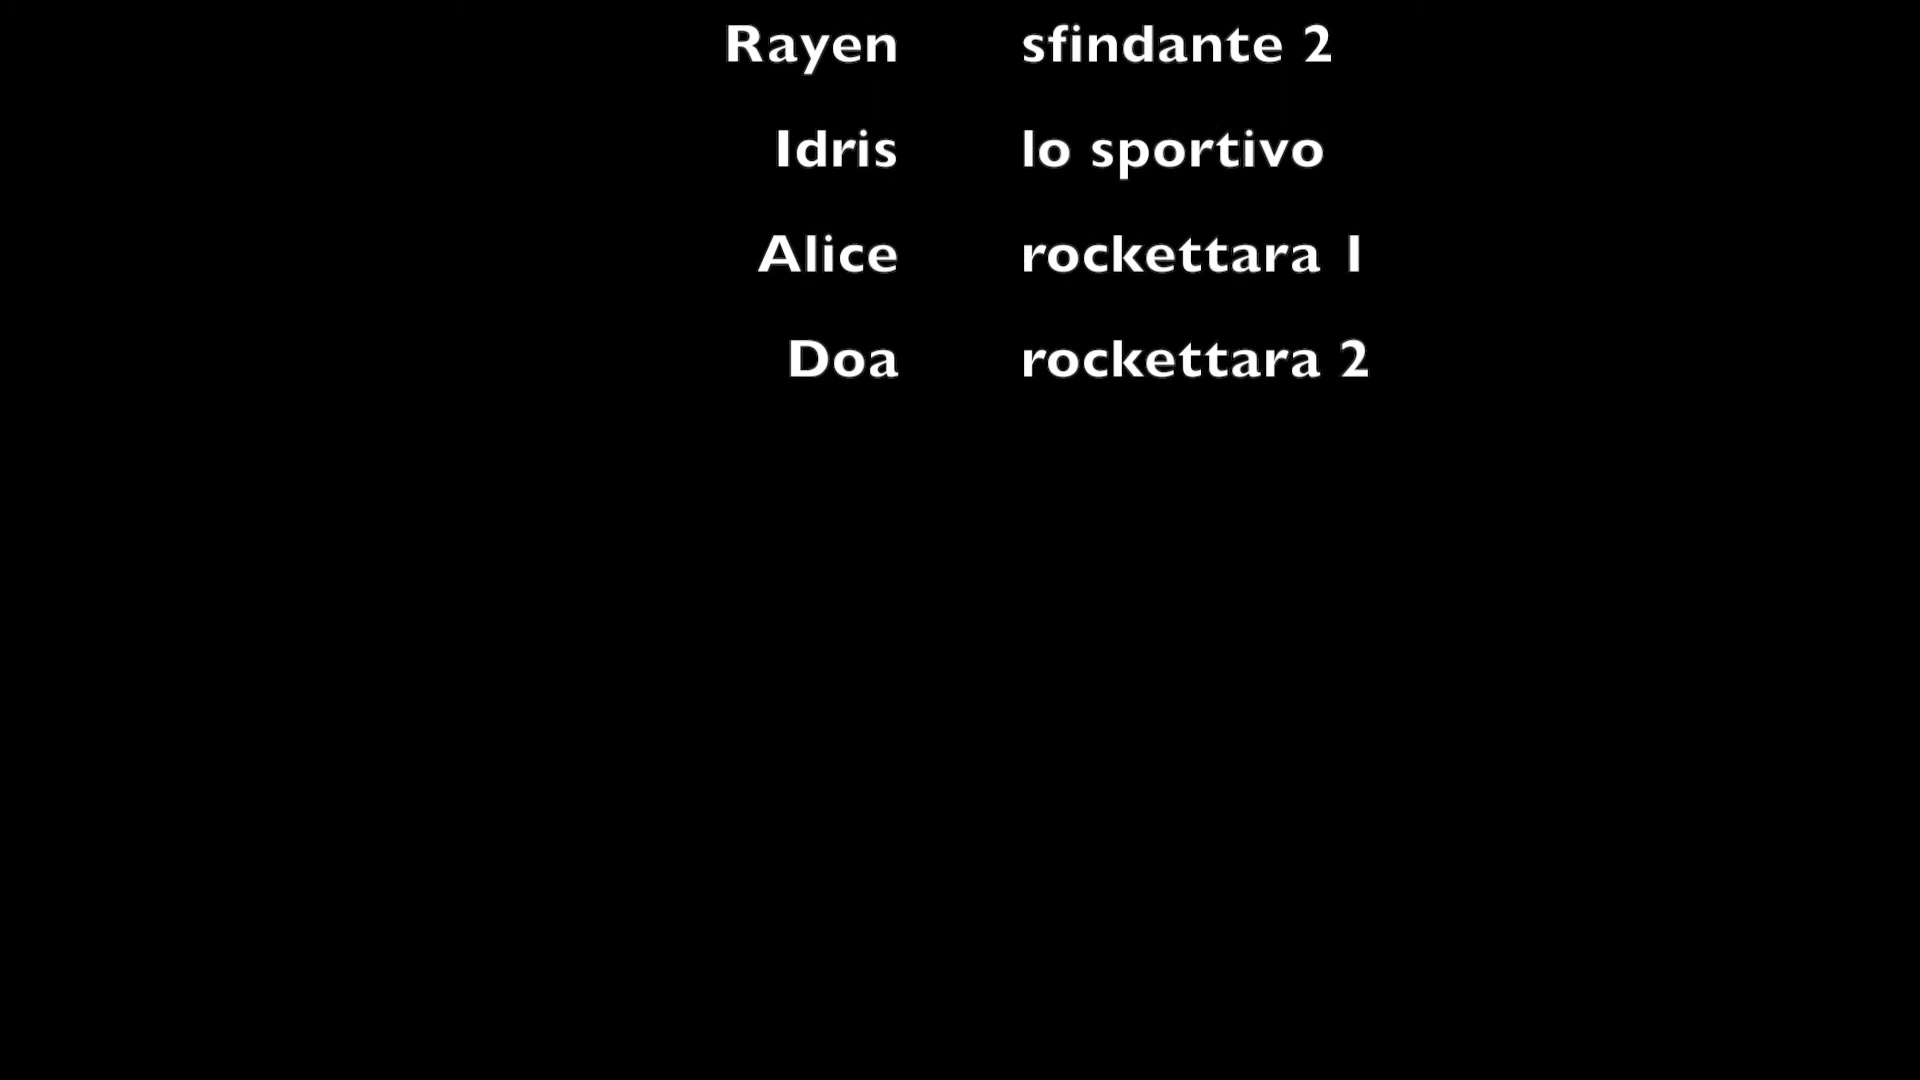 Rayen sfindante 2
Idris lo sportivo
Alice rockettara 1
Doa rockettara 2